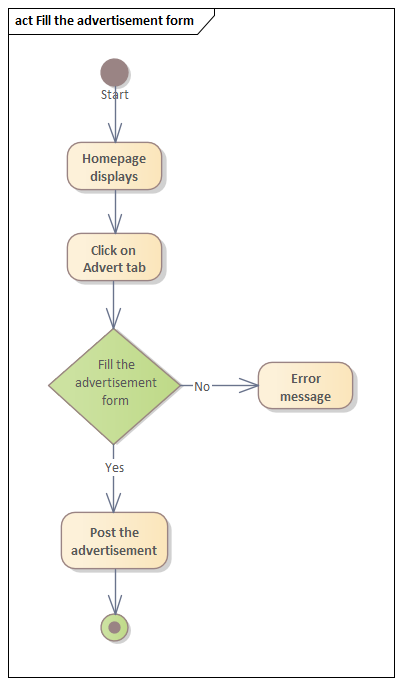 act Fill the advertisement form
Start
Homepage
displays
Click on
Advert tab
Fill the
advertisement
form
No
Error
message
Yes
Post the
advertisement